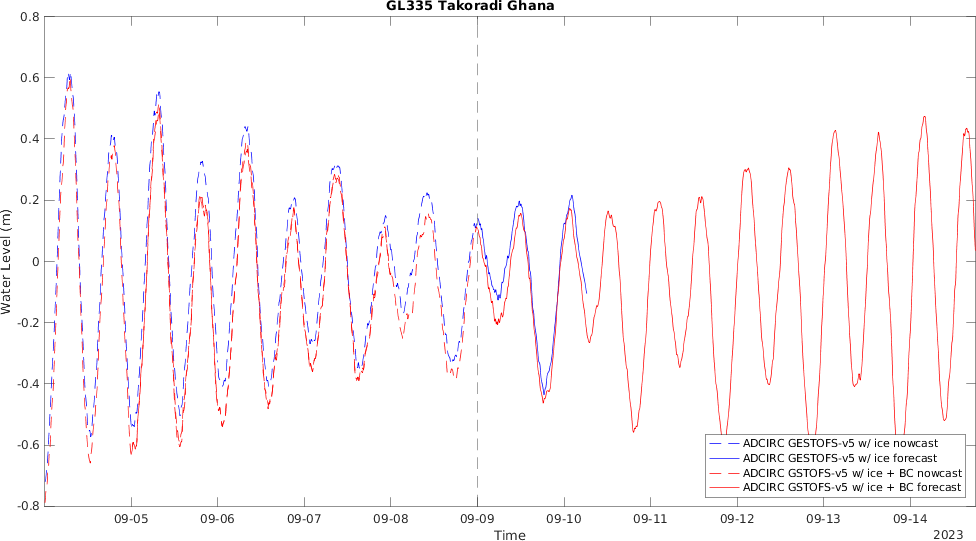 GL335 Takoradi Ghana
0.8
0.6
0.4
0.2
0
-0.2
-0.4
-0.6
-0.8
Water Level (m)
ADCIRC GESTOFS-v5 w/ ice nowcast
ADCIRC GESTOFS-v5 w/ ice forecast
ADCIRC GSTOFS-v5 w/ ice + BC nowcast
ADCIRC GSTOFS-v5 w/ ice + BC forecast
09-05 09-06 09-07 09-08 09-09 09-10 09-11 09-12 09-13 09-14
Time
2023